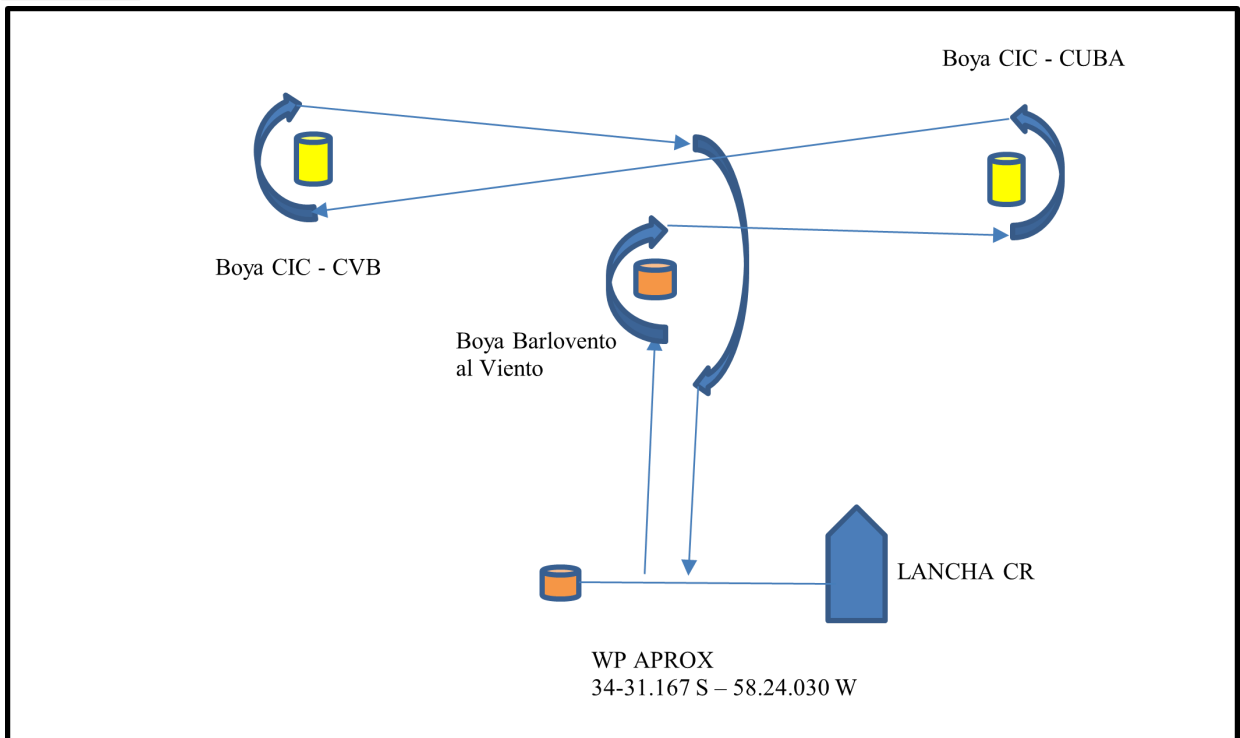 Boya CIC - CUBA
Boya CIC - CVB
Boya Barlovento
al Viento
LANCHA CR
WP APROX
34-31.167 S – 58.24.030 W